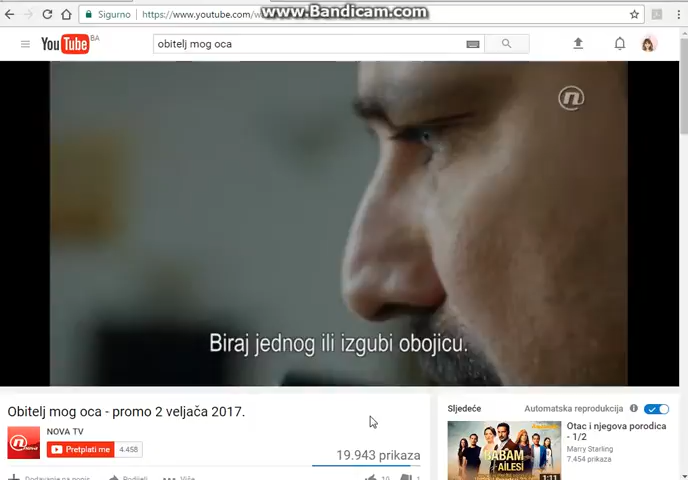 www.Bandicam.com
Sigurno
https://www.youtube.com/w
YouTube BA
obitelj mog oca
n
Biraj jednog ili izgubi obojicu.
Obitelj mog oca - promo 2 veljača 2017.
NOVA TV
nova
Pretplati me 4.458
19.943 prikaza
Sljedeće
Automatska reprodukcija
BABAM
AİLESİ
1:11
Otac i njegova porodica
- 1/2
Marry Starling
7.454 prikaza